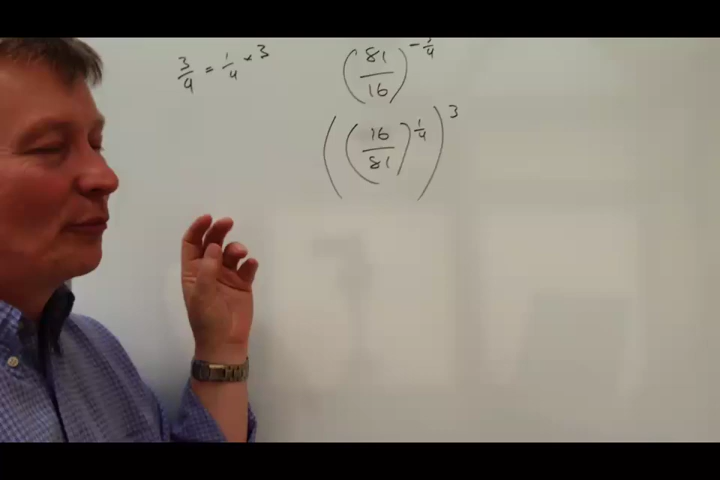 3/4 = 1/4 × 3
(81/16)^-3/4
((16/81)^1/4)^3